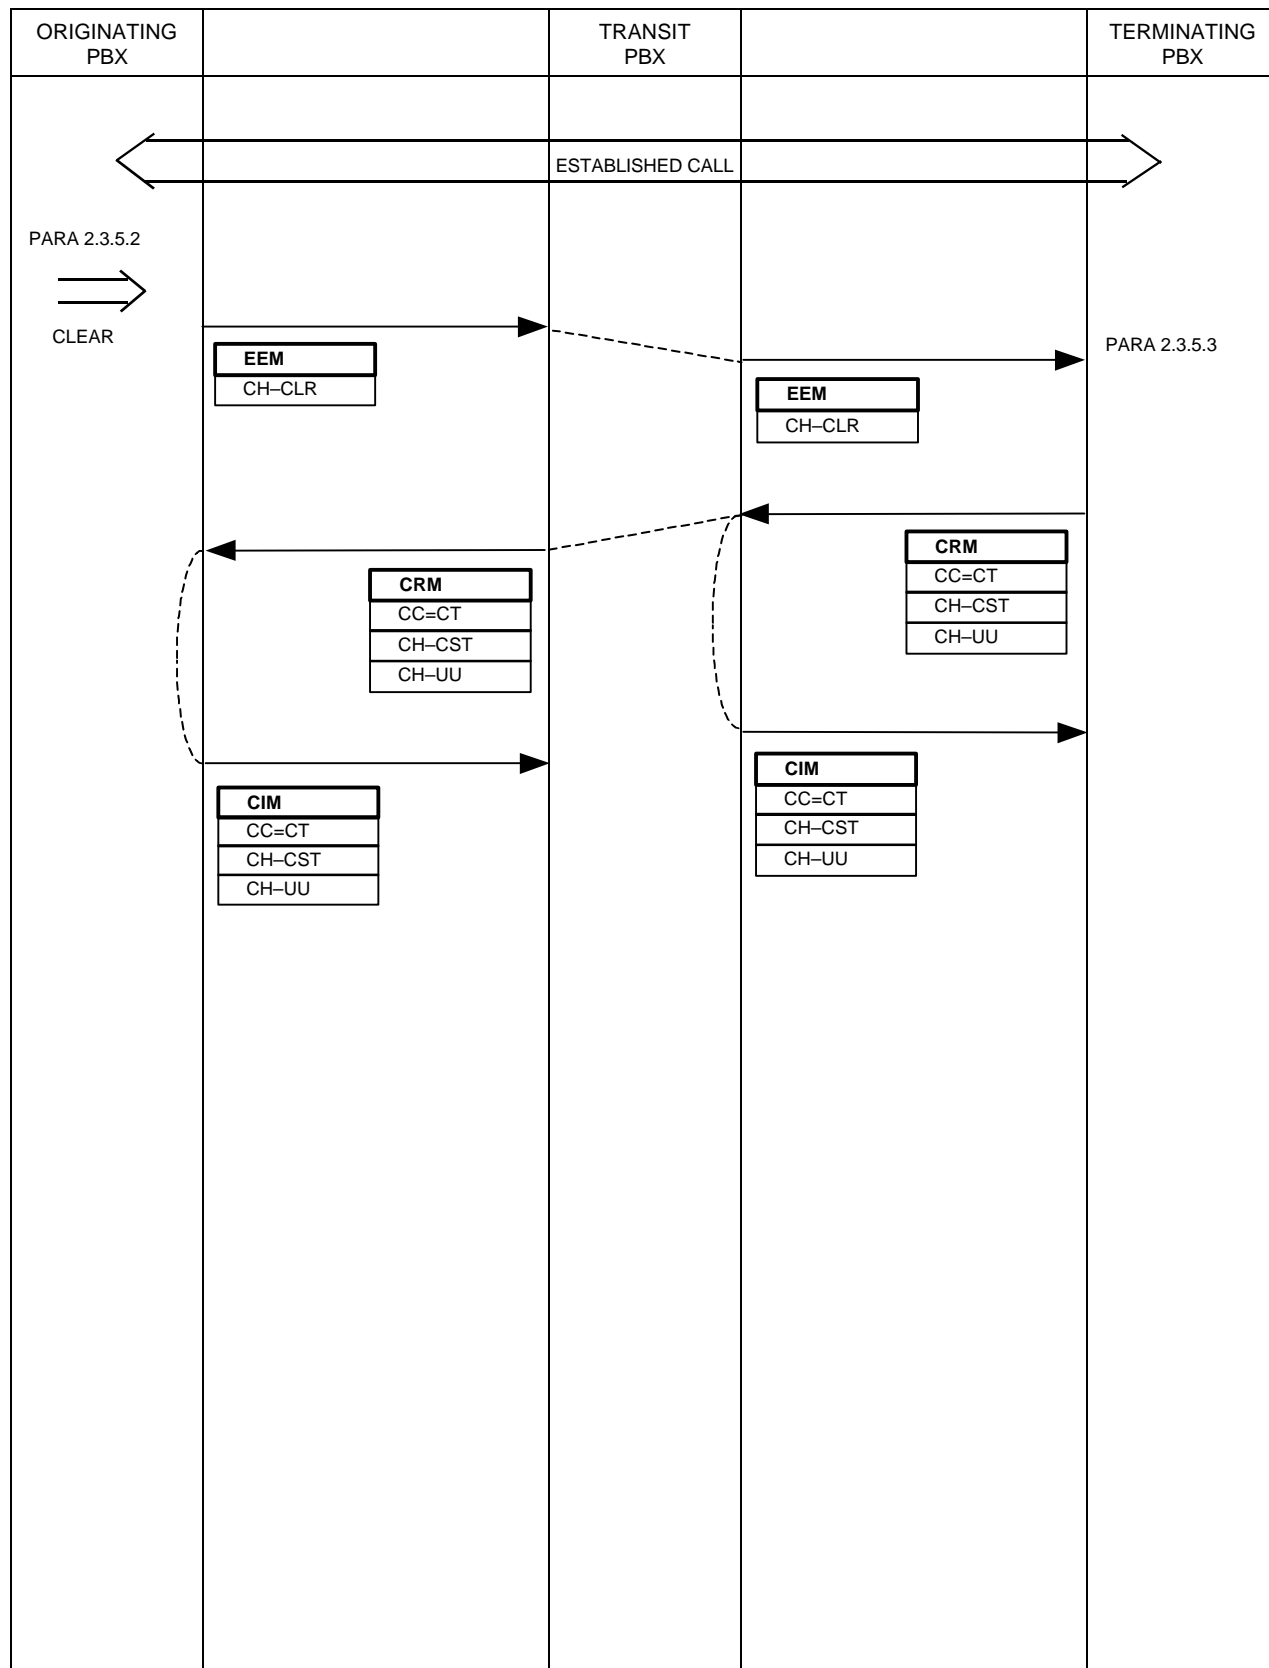 ORIGINATING
PBX
TRANSIT
PBX
TERMINATING
PBX
ESTABLISHED CALL
PARA 2.3.5.2
CLEAR
PARA 2.3.5.3
EEM
CH–CLR
EEM
CH–CLR
CRM
CC=CT
CH–CST
CH–UU
CRM
CC=CT
CH–CST
CH–UU
CIM
CC=CT
CH–CST
CH–UU
CIM
CC=CT
CH–CST
CH–UU